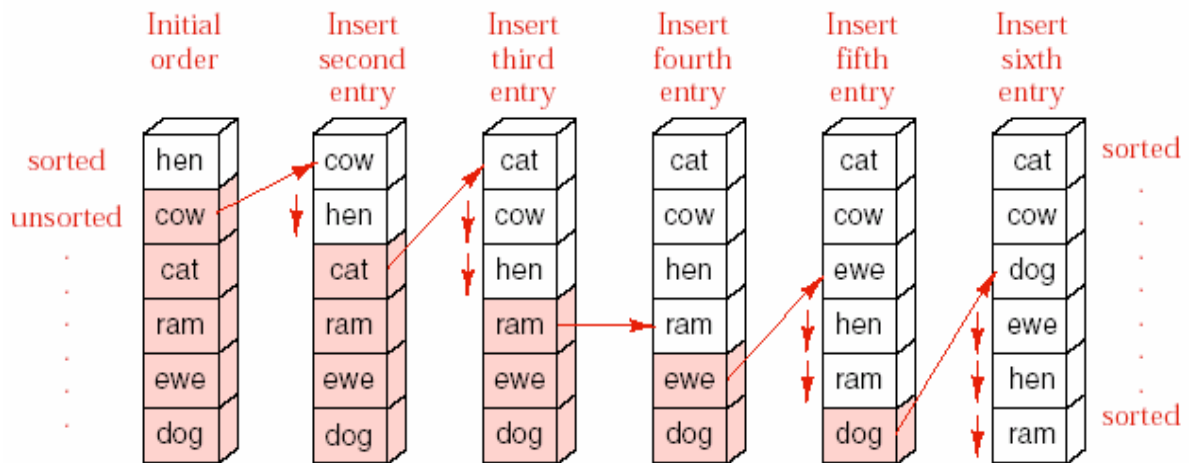 Initial order
Insert second entry
Insert third entry
Insert fourth entry
Insert fifth entry
Insert sixth entry
sorted hen cow cat cat cat cat sorted
unsorted cow hen cow cow cow cow
cat cat hen hen ewe dog
ram ram ram ram hen ewe
ewe ewe ewe ewe ram hen
dog dog dog dog dog ram sorted